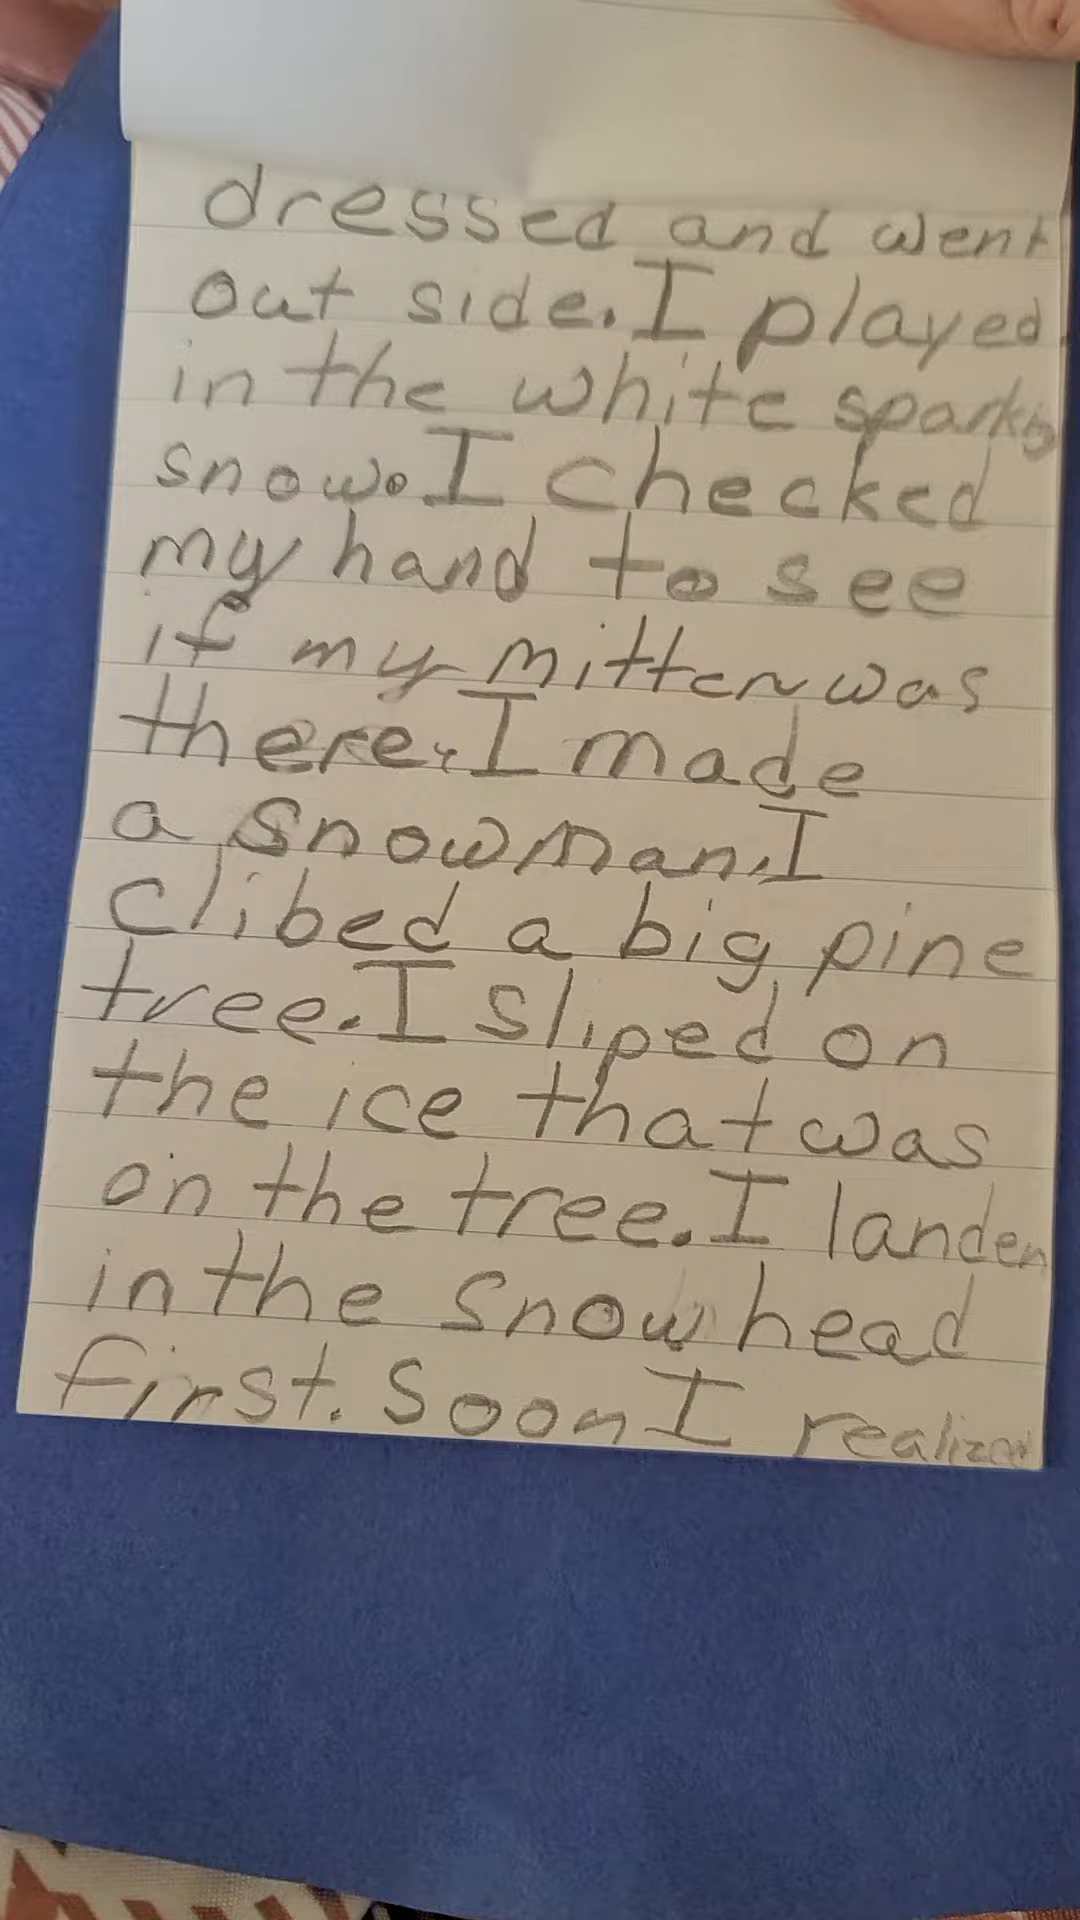 dressed and went
out side. I played
in the white
snow. I checked
my hand to see
if my mitten was
there. I made
a snowman. I
clibed a big pine
tree. I sliped on
the ice that was
on the tree. I landen
in the snow head
first. Soon I realized